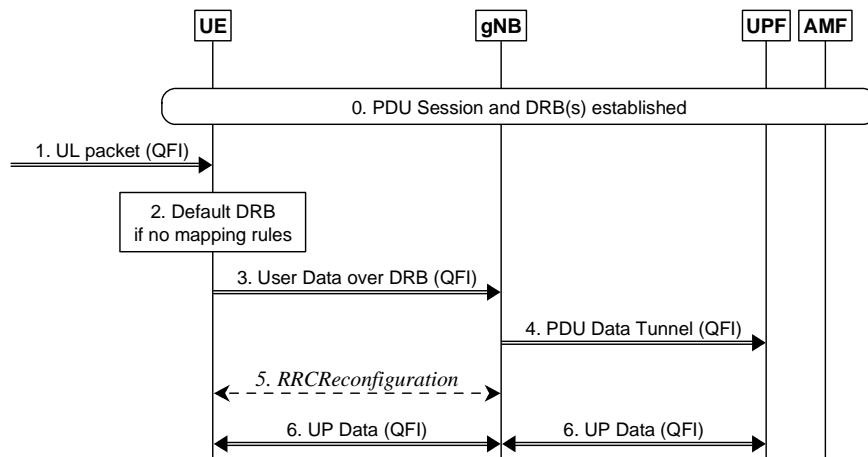 UE
gNB
UPF
AMF
0. PDU Session and DRB(s) established
1. UL packet (QFI)
2. Default DRB
if no mapping rules
3. User Data over DRB (QFI)
4. PDU Data Tunnel (QFI)
5. RRCReconfiguration
6. UP Data (QFI)
6. UP Data (QFI)